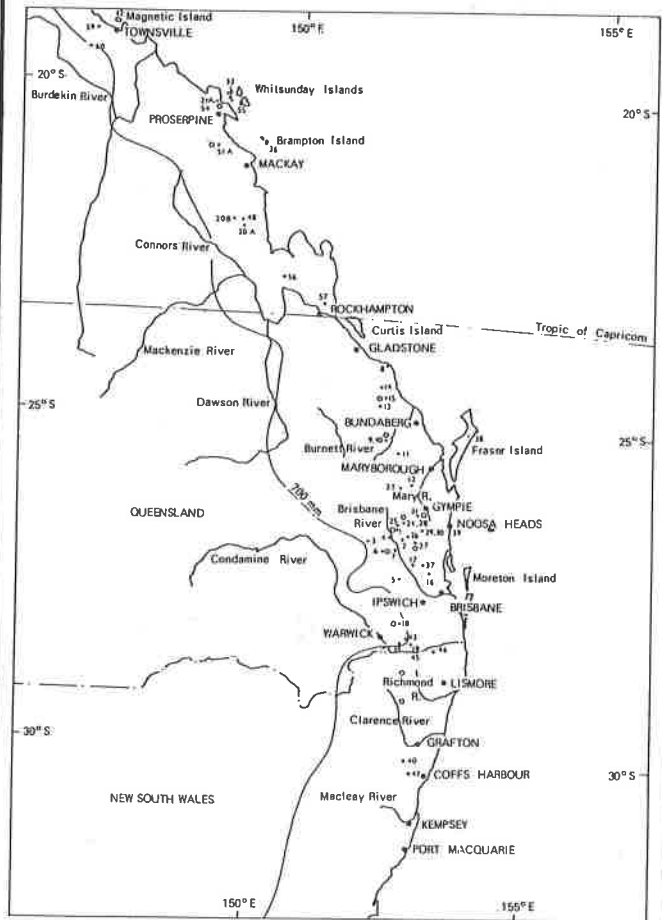 150°E
155°E
Magnetic Island
TOWNSVILLE
20°S
20°S
Burdekin River
Whitsunday Islands
PROSERPINE
Brampton Island
MACKAY
Connors River
ROCKHAMPTON
Curtis Island
Tropic of Capricorn
GLADSTONE
Mackenzie River
Dawson River
25°S
25°S
BUNDABERG
Burnett River
Frasnr Island
MARYBOROUGH
Mary R.
GYMPIE
700 mm
Brisbane
River
QUEENSLAND
NOOSA HEADS
Condamine River
Moreton Island
IPSWICH
BRISBANE
WARWICK
Richmond
R.
LISMORE
Clarence River
30°S
GRAFTON
COFFS HARBOUR
30°S
NEW SOUTH WALES
Macleay River
KEMPSEY
PORT MACQUARIE
150°E
155°E